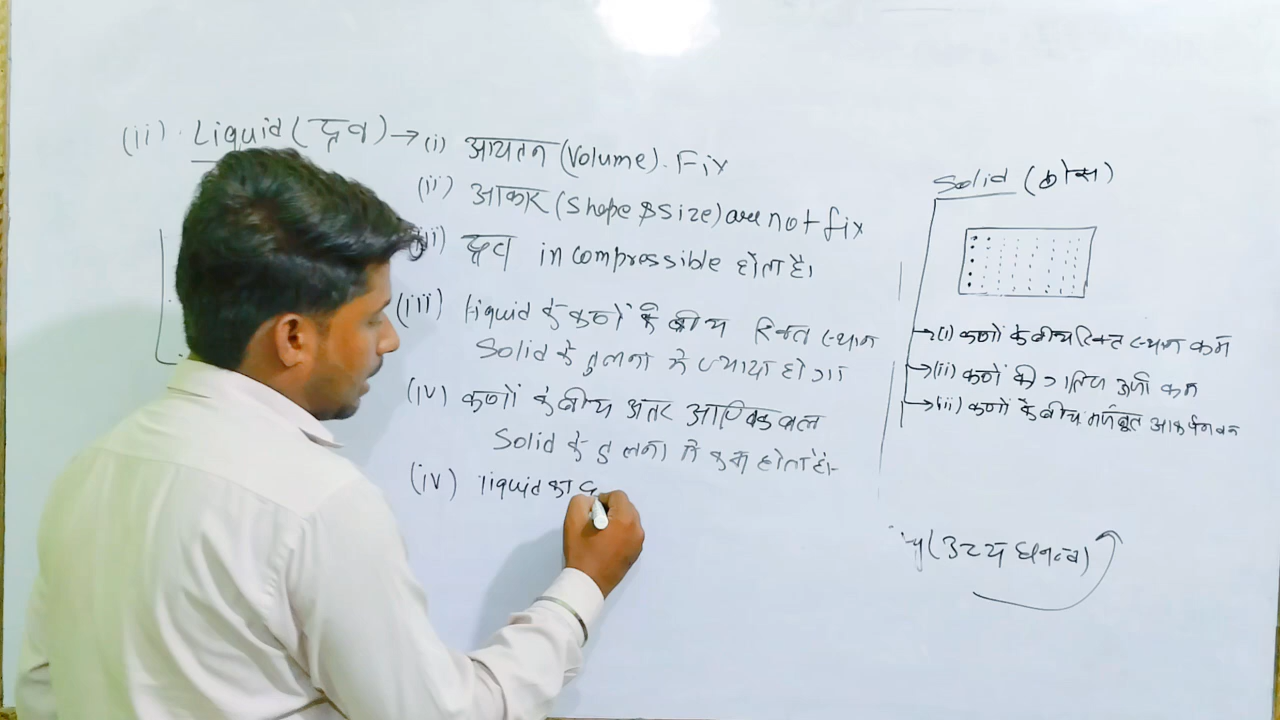 (ii). Liquid (द्रव) → (i) आयतन (Volume). Fix
(ii) आकार (Shape & Size) are not fix
द्रव incompressible होता है।
(iii) liquid के कणों के बीच रिक्त स्थान
Solid के तुलना मे ज्यादा होगा
(iv) कणों के बीच अंतर आण्विक बल
Solid के तुलना मे कम होता है।
(iv) liquid का
Solid (ठोस)
→ (i) कणों के बीच रिक्त स्थान कम
→ (ii) कणों की गतिज ऊर्जा कम
→ (iii) कणों के बीच मजबूत आकर्षण बल
(उच्च घनत्व)